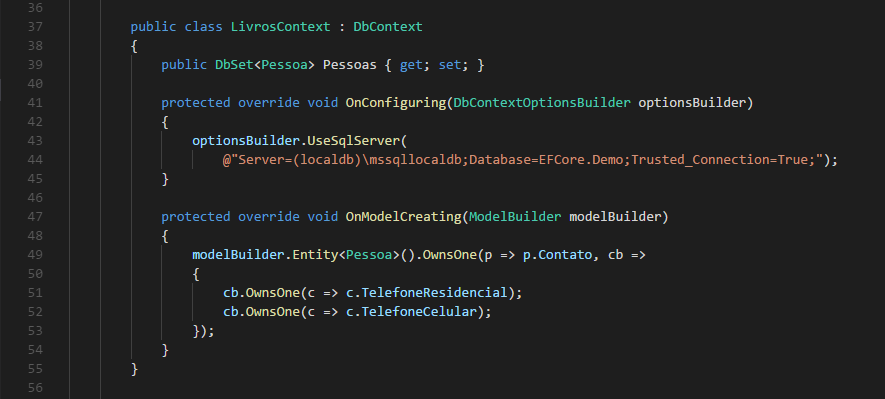 36
37 public class LivrosContext : DbContext
38 {
39 public DbSet<Pessoa> Pessoas { get; set; }
40
41 protected override void OnConfiguring(DbContextOptionsBuilder optionsBuilder)
42 {
43 optionsBuilder.UseSqlServer(
44 @"Server=(localdb)\mssqllocaldb;Database=EFCore.Demo;Trusted_Connection=True;");
45 }
46
47 protected override void OnModelCreating(ModelBuilder modelBuilder)
48 {
49 modelBuilder.Entity<Pessoa>().OwnsOne(p => p.Contato, cb =>
50 {
51 cb.OwnsOne(c => c.TelefoneResidencial);
52 cb.OwnsOne(c => c.TelefoneCelular);
53 });
54 }
55 }
56